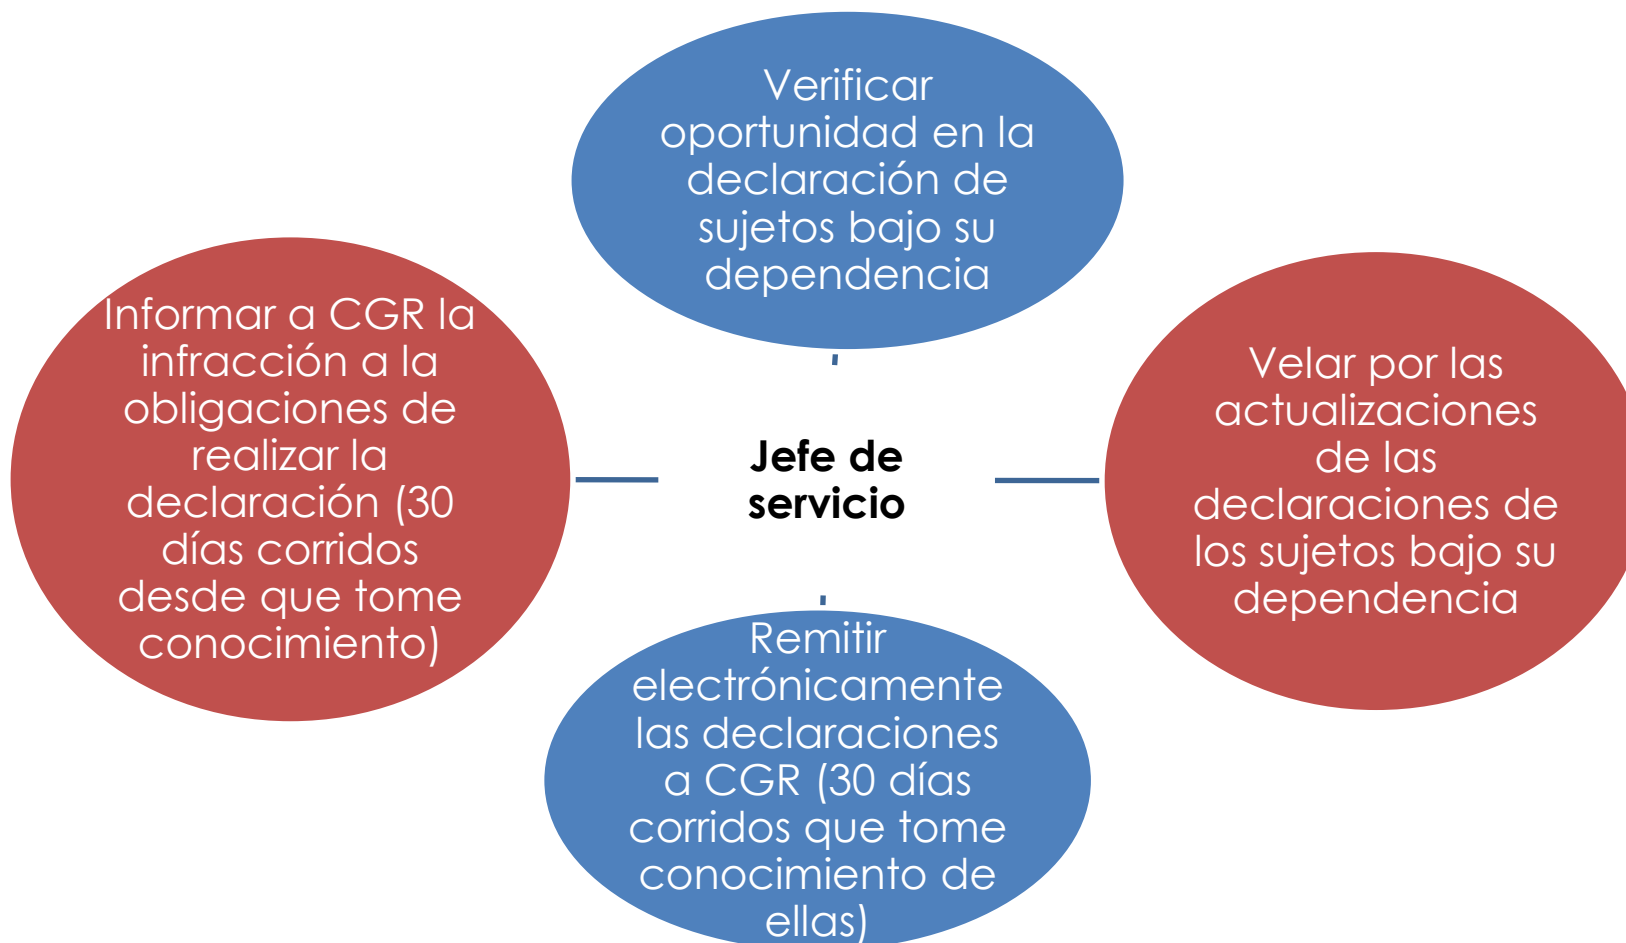 Verificar
oportunidad en la
declaración de
sujetos bajo su
dependencia
Informar a CGR la
infracción a la
obligaciones de
realizar la
declaración (30
días corridos
desde que tome
conocimiento)
Jefe de
servicio
Velar por las
actualizaciones
de las
declaraciones de
los sujetos bajo su
dependencia
Remitir
electrónicamente
las declaraciones
a CGR (30 días
corridos que tome
conocimiento de
ellas)